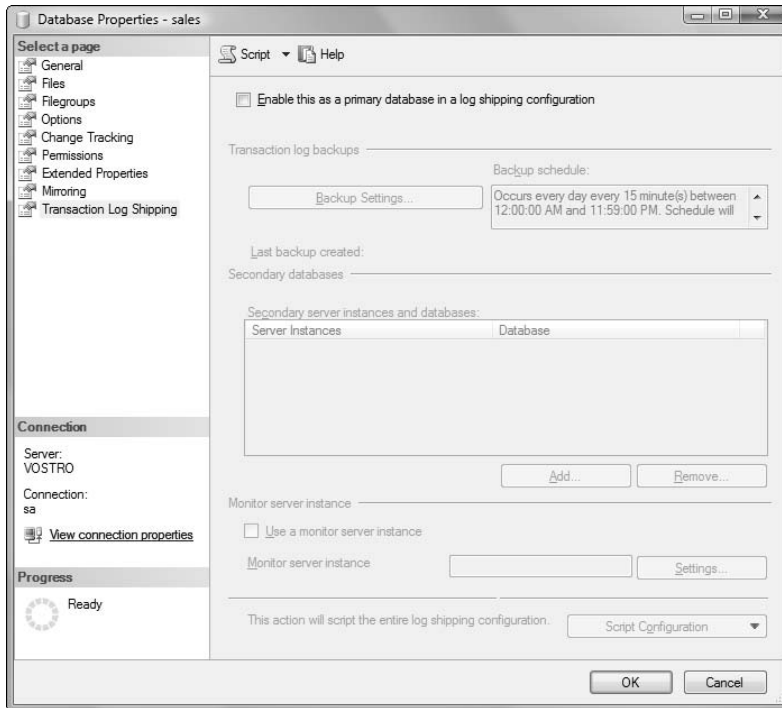 Database Properties - sales
Select a page
General
Files
Filegroups
Options
Change Tracking
Permissions
Extended Properties
Mirroring
Transaction Log Shipping
Connection
Server:
VOSTRO
Connection:
sa
View connection properties
Progress
Ready
Script Help
Enable this as a primary database in a log shipping configuration
Transaction log backups
Backup schedule:
Backup Settings...
Occurs every day every 15 minute(s) between
12:00:00 AM and 11:59:00 PM. Schedule will
Last backup created:
Secondary databases
Secondary server instances and databases:
Server Instances Database
Add... Remove...
Monitor server instance
Use a monitor server instance
Monitor server instance
Settings...
This action will script the entire log shipping configuration.
Script Configuration
OK Cancel